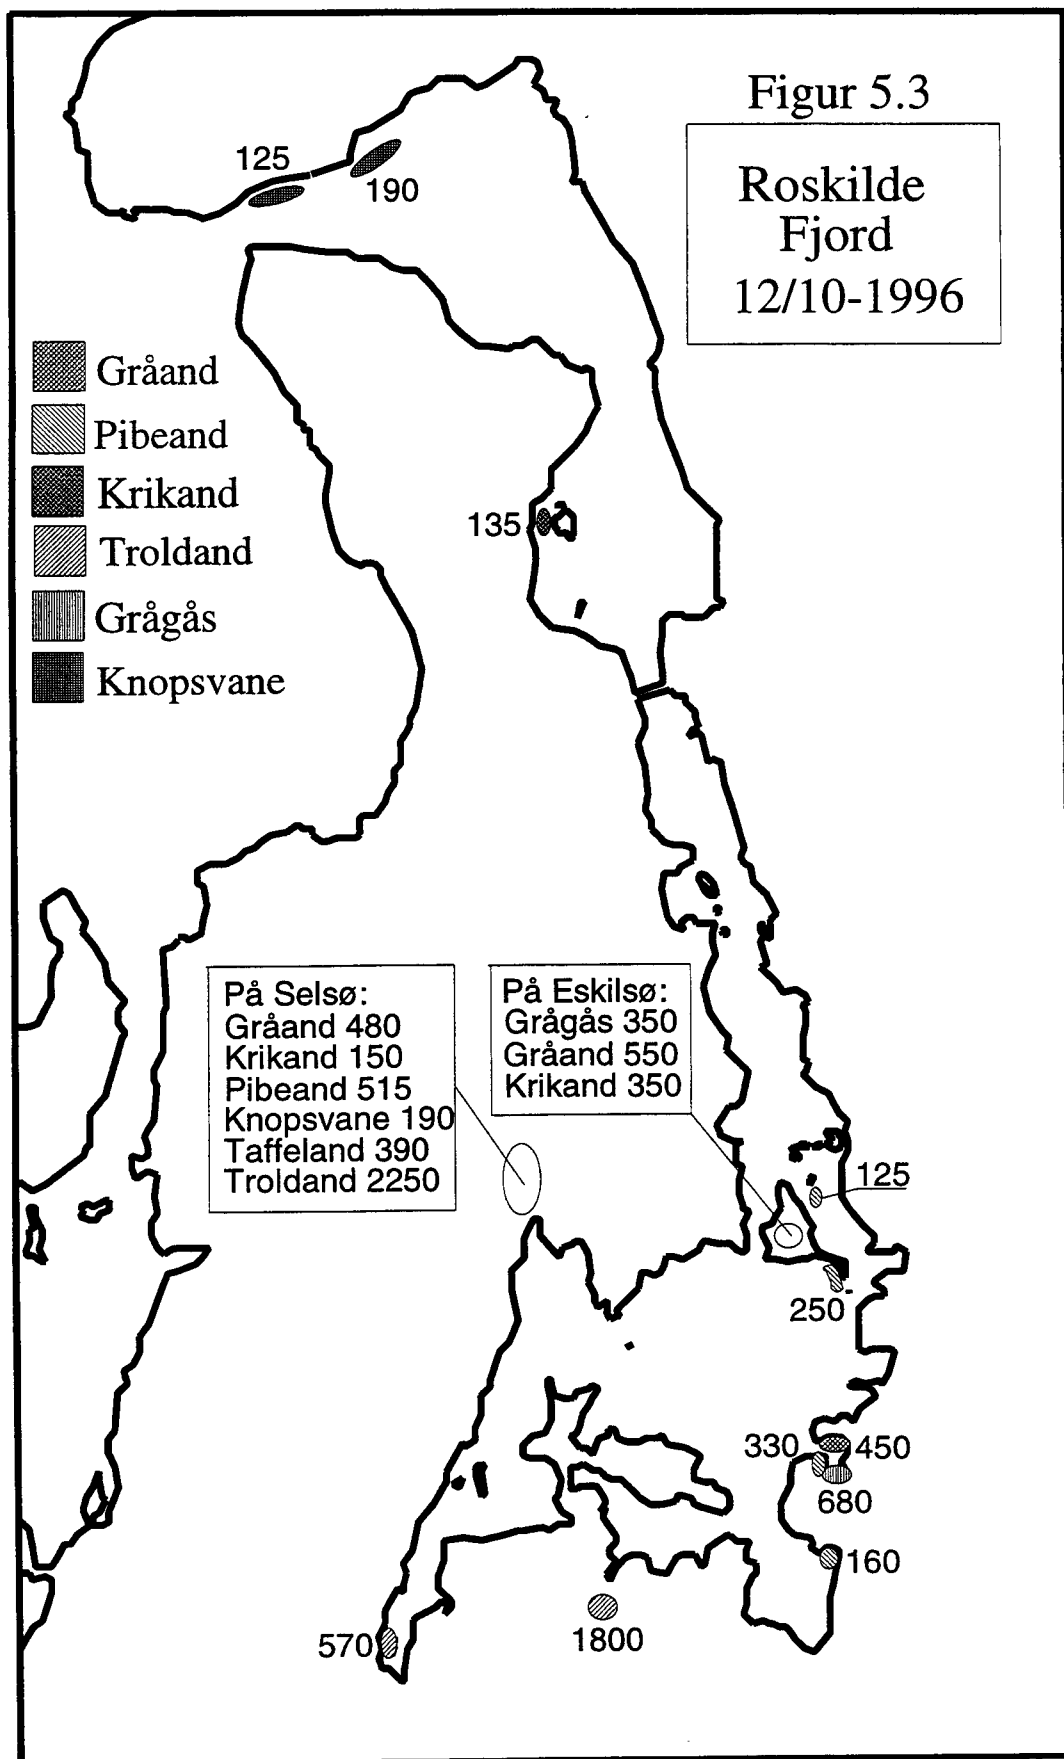 Figur 5.3
Roskilde
Fjord
12/10-1996
125
190
Gråand
Pibeand
Krikand
Troldand
Grågås
Knopsvane
135
På Selsø:
Gråand 480
Krikand 150
Pibeand 515
Knopsvane 190
Taffeland 390
Troldand 2250
På Eskilsø:
Grågås 350
Gråand 550
Krikand 350
125
250
330
450
680
160
570
1800